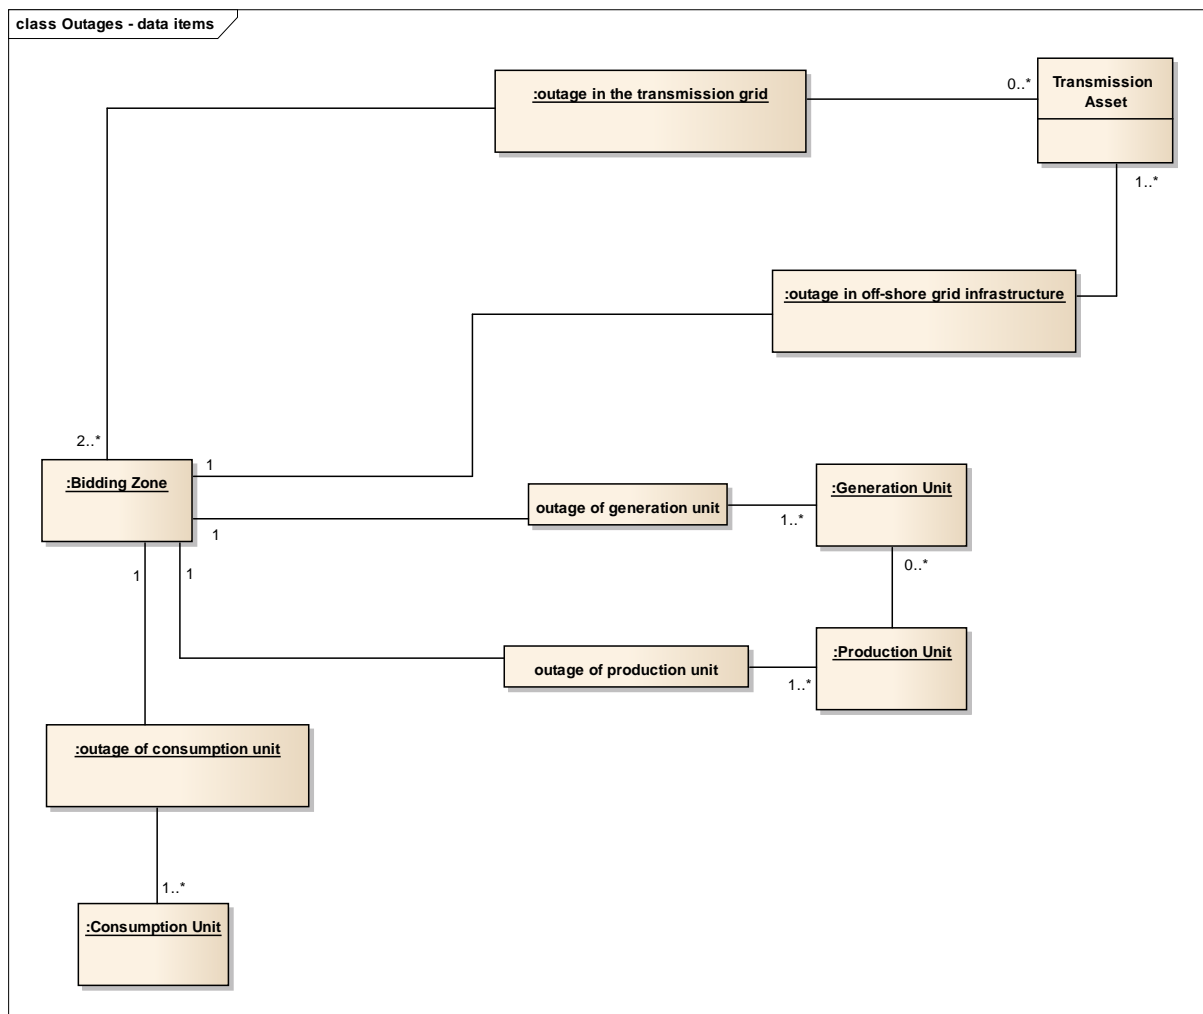 class Outages - data items
:outage in the transmission grid
0..*
Transmission
Asset
1..*
:outage in off-shore grid infrastructure
2..*
:Bidding Zone
1
1
outage of generation unit
1..*
:Generation Unit
0..*
1
1
outage of production unit
1..*
:Production Unit
:outage of consumption unit
1..*
:Consumption Unit